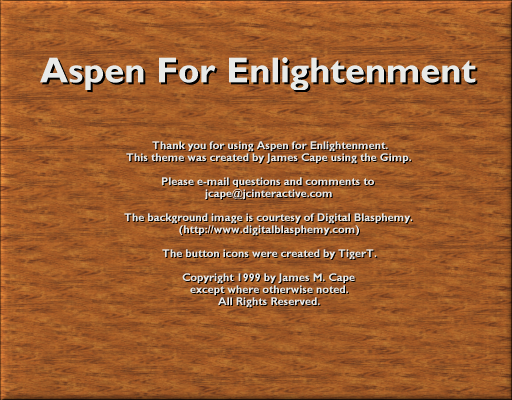 Aspen For Enlightenment
Thank you for using Aspen for Enlightenment.
This theme was created by James Cape using the Gimp.
Please e-mail questions and comments to
jcape@jcinteractive.com
The background image is courtesy of Digital Blasphemy.
(http://www.digitalblasphemy.com)
The button icons were created by TigerT.
Copyright 1999 by James M. Cape
except where otherwise noted.
All Rights Reserved.